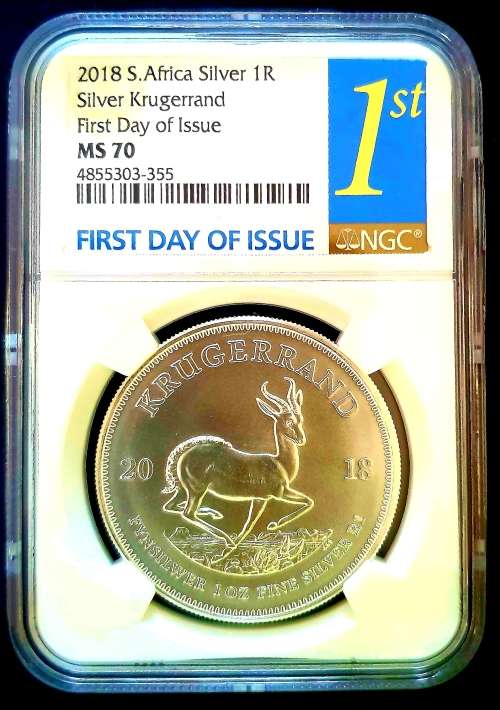 2018 S.Africa Silver 1R
Silver Krugerrand
First Day of Issue
MS 70
4855303-355
FIRST DAY OF ISSUE
1st
NGC®
KRUGERRAND
20 18
FYNSILWER 1 OZ FINE SILVER R1